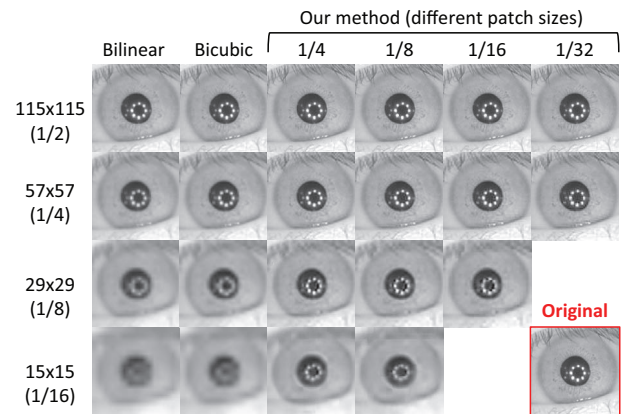 Our method (different patch sizes)
Bilinear Bicubic 1/4 1/8 1/16 1/32
115x115
(1/2)
57x57
(1/4)
29x29
(1/8)
Original
15x15
(1/16)